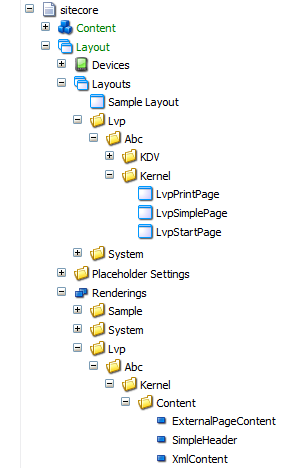 sitecore
Content
Layout
Devices
Layouts
Sample Layout
Lvp
Abc
KDV
Kernel
LvpPrintPage
LvpSimplePage
LvpStartPage
System
Placeholder Settings
Renderings
Sample
System
Lvp
Abc
Kernel
Content
ExternalPageContent
SimpleHeader
XmlContent